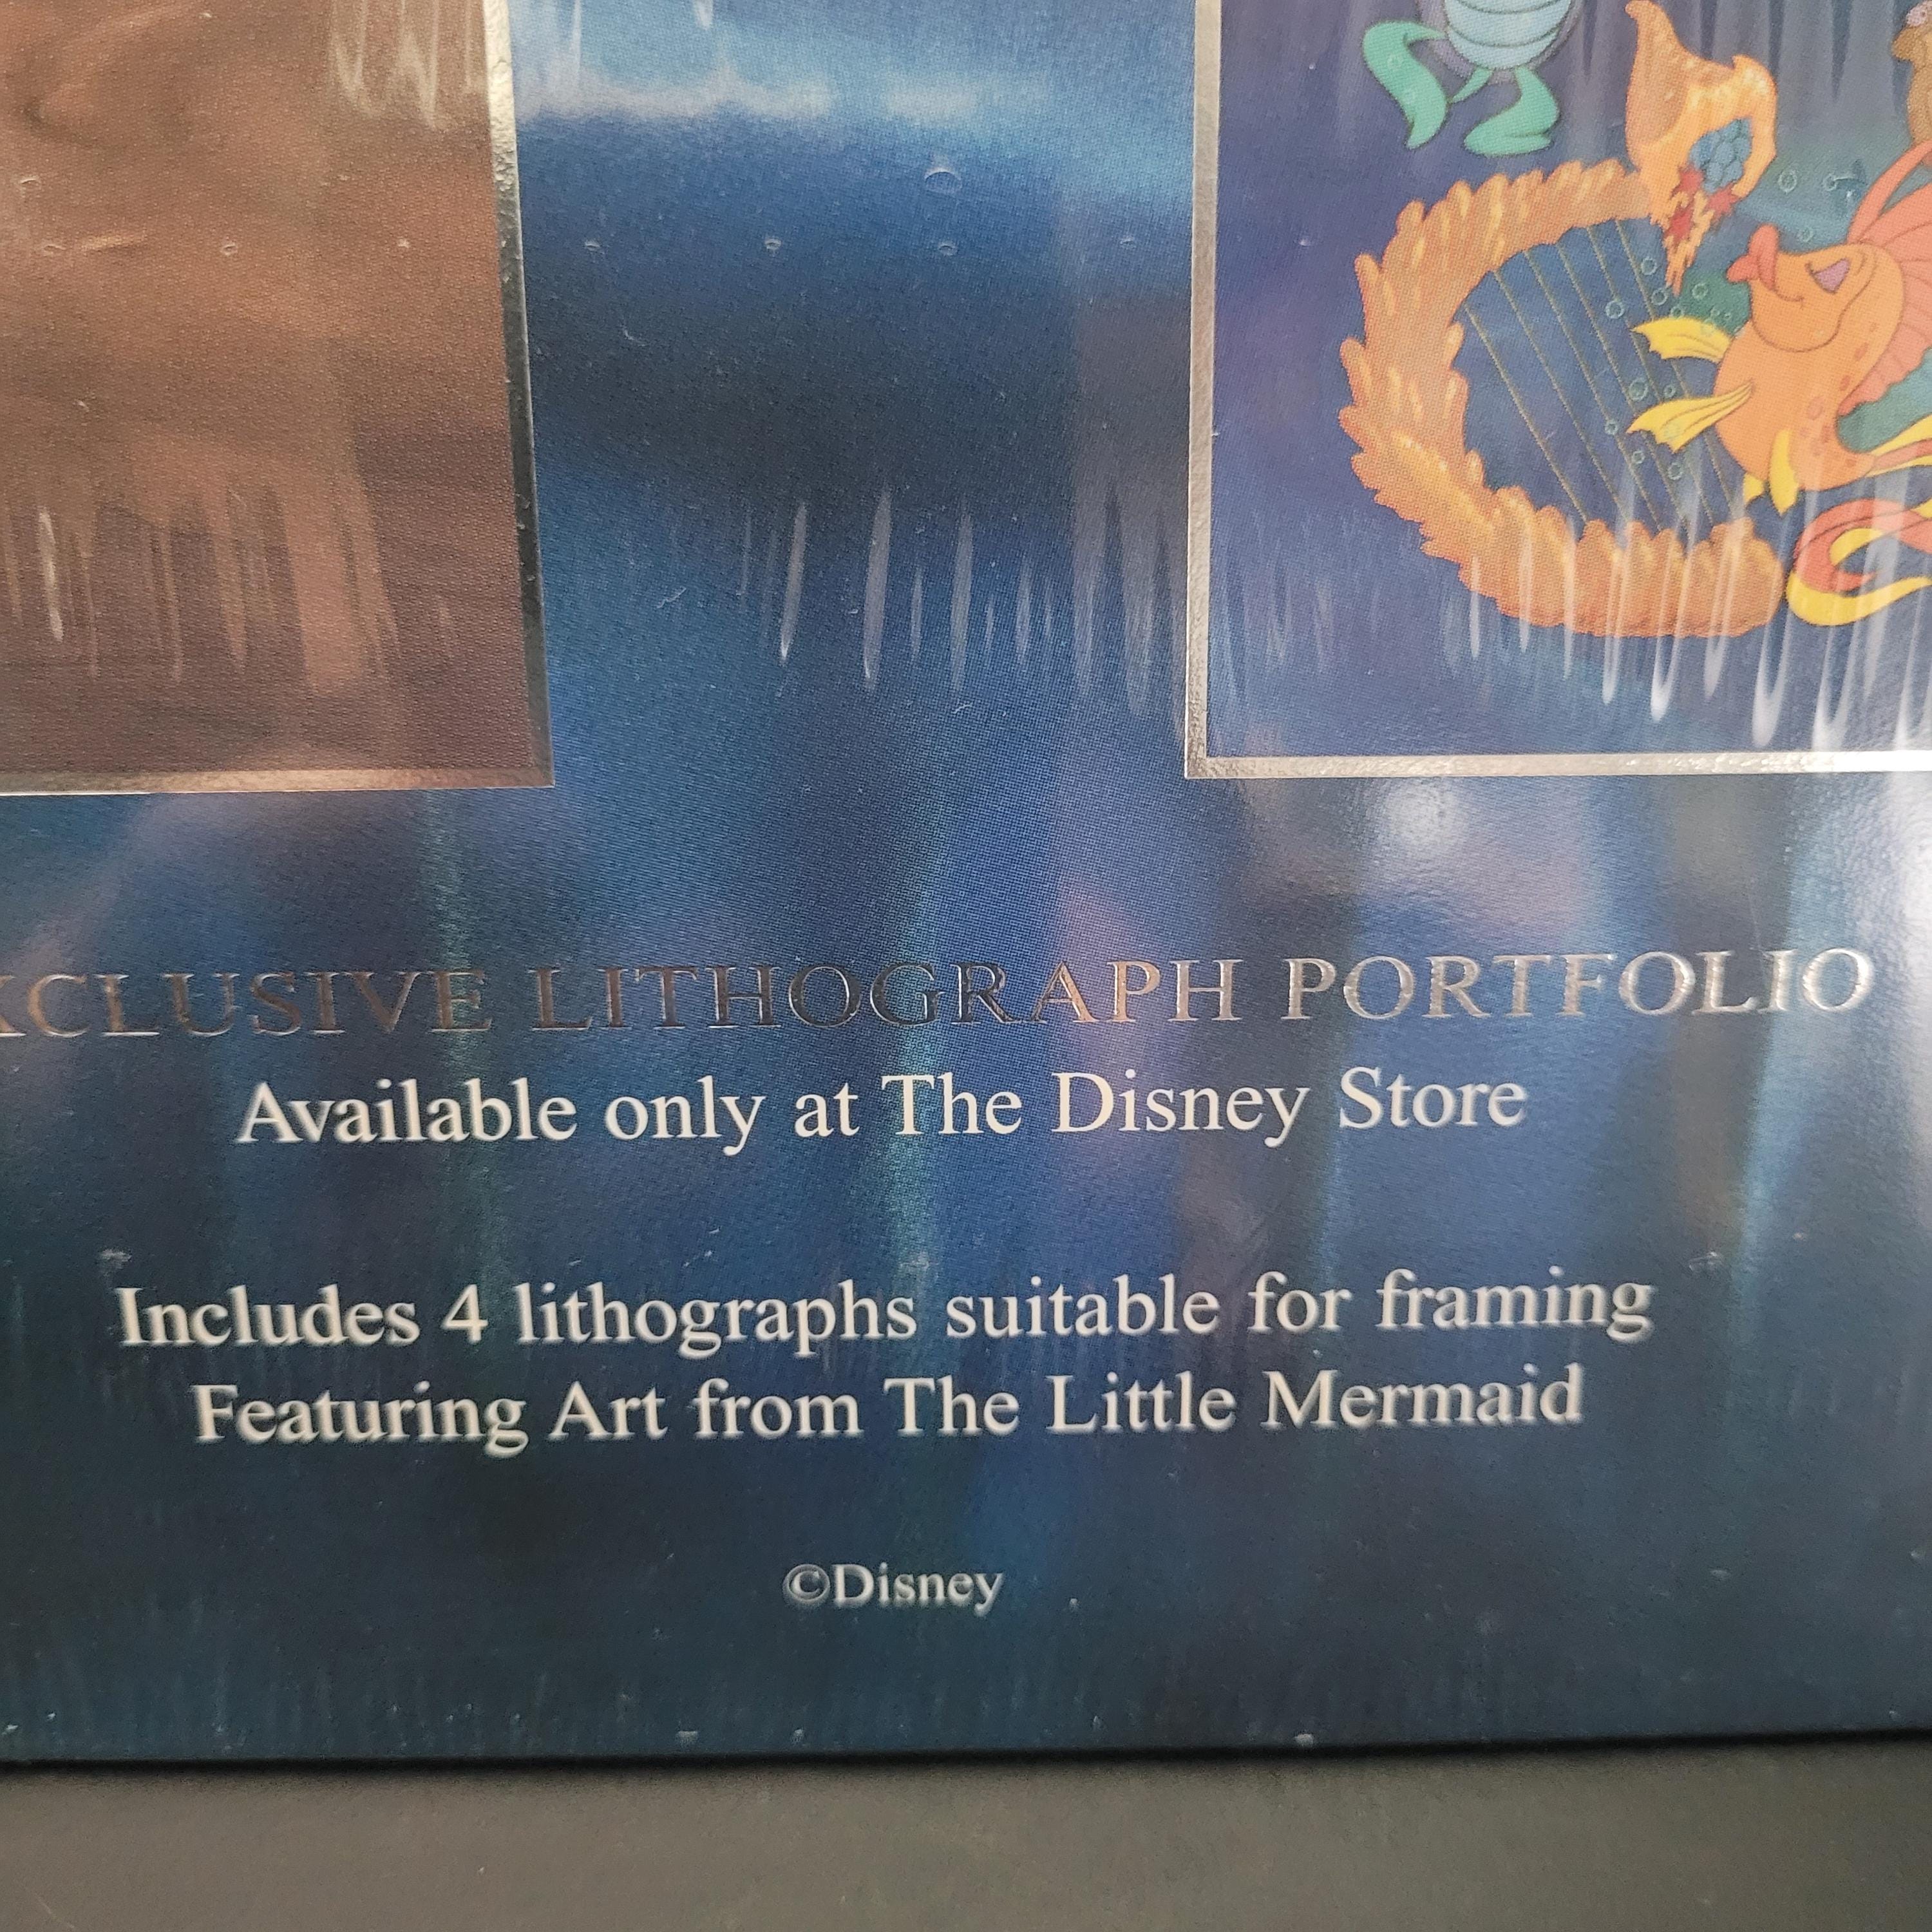 XCLUSIVE LITHOGRAPH PORTFOLIO
Available only at The Disney Store
Includes 4 lithographs suitable for framing
Featuring Art from The Little Mermaid
©Disney